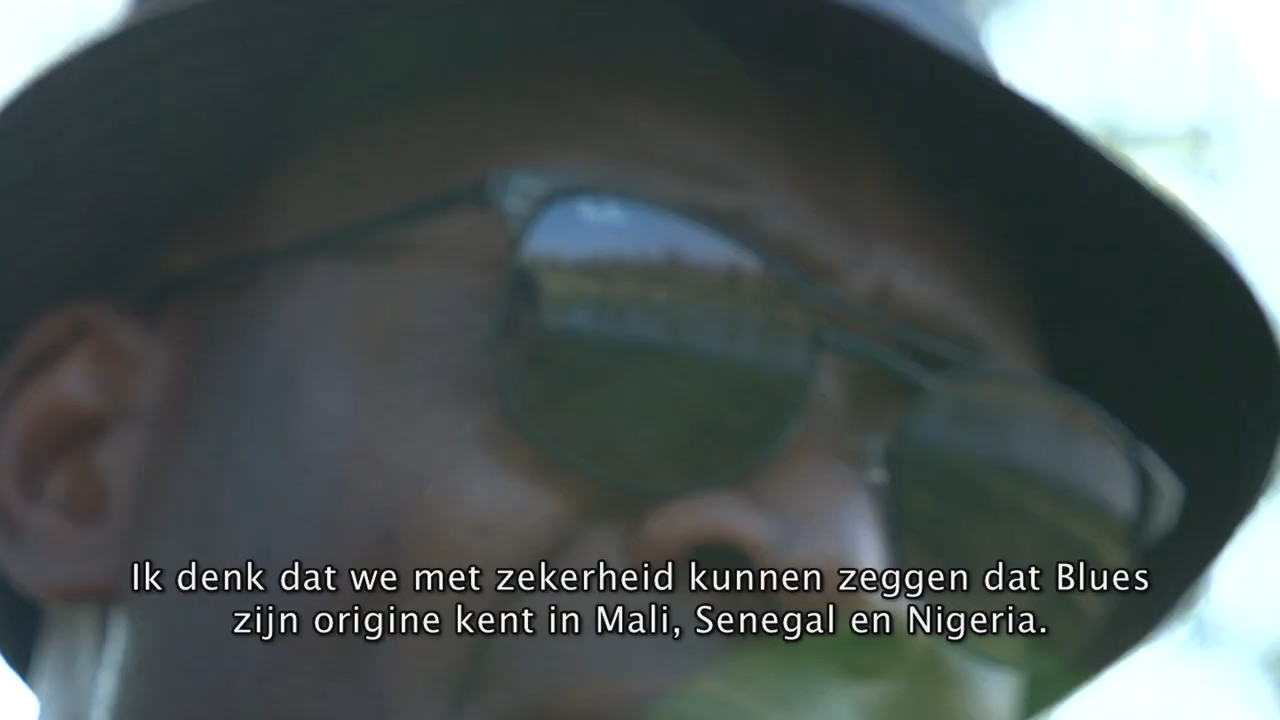 Ik denk dat we met zekerheid kunnen zeggen dat Blues
zijn origine kent in Mali, Senegal en Nigeria.